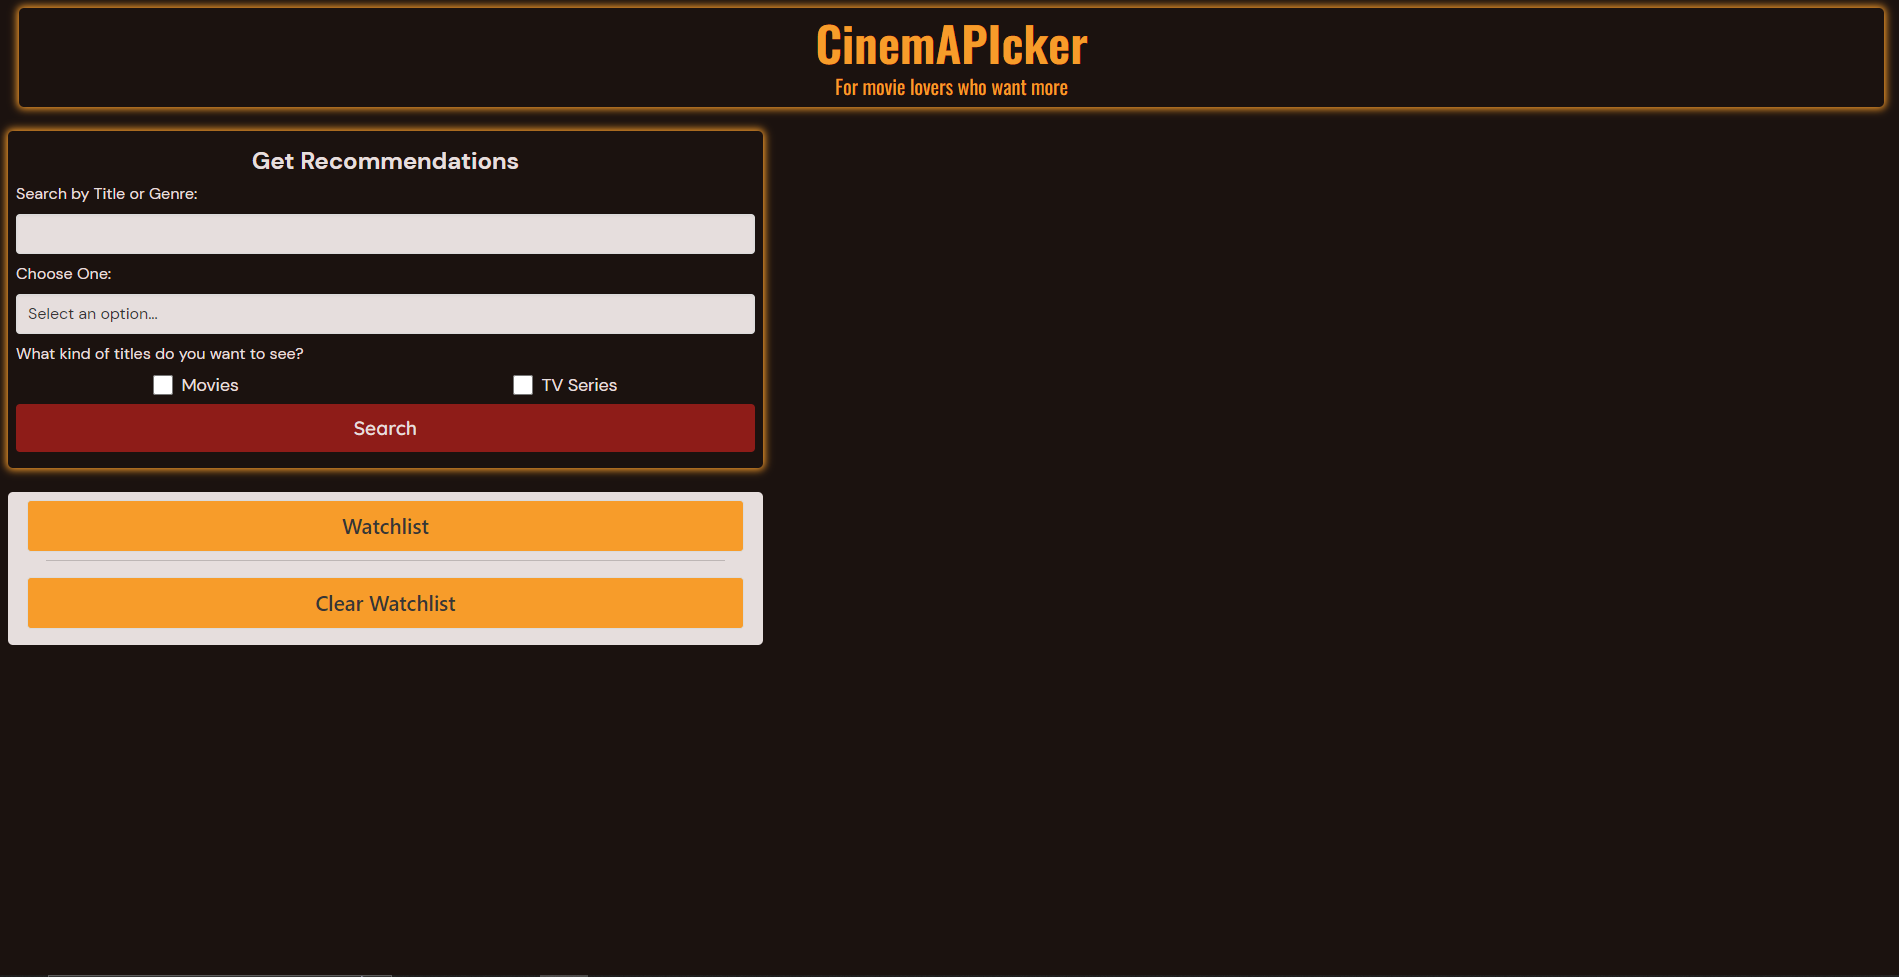 CinemAPIcker
For movie lovers who want more
Get Recommendations
Search by Title or Genre:
Choose One:
Select an option...
What kind of titles do you want to see?
Movies
TV Series
Search
Watchlist
Clear Watchlist